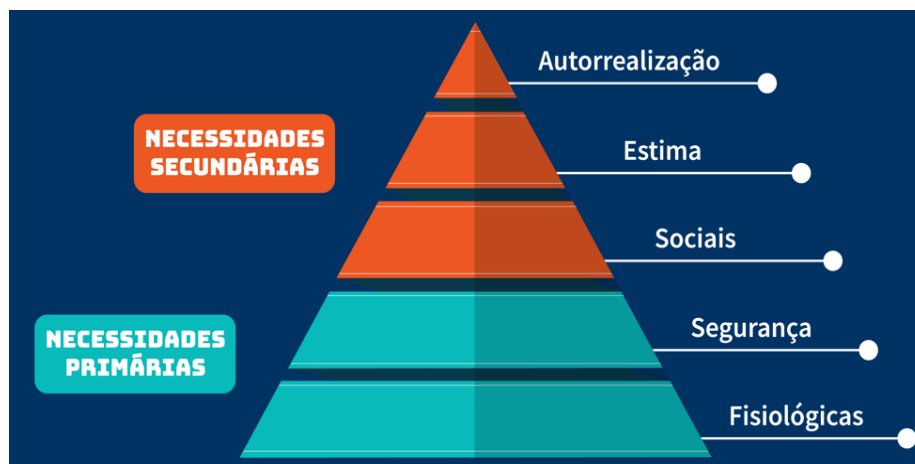 Autorrealização
NECESSIDADES
SECUNDÁRIAS
Estima
Sociais
NECESSIDADES
PRIMÁRIAS
Segurança
Fisiológicas